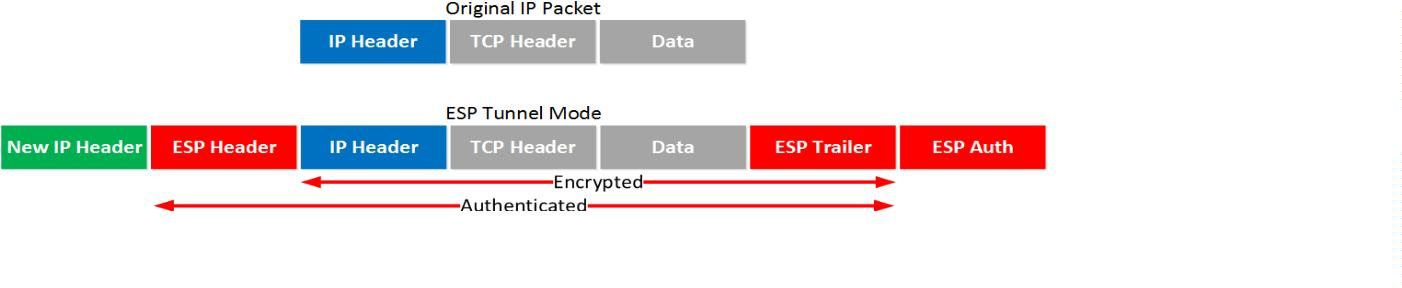 Original IP Packet
IP Header TCP Header Data
ESP Tunnel Mode
New IP Header ESP Header IP Header TCP Header Data ESP Trailer ESP Auth
Encrypted
Authenticated